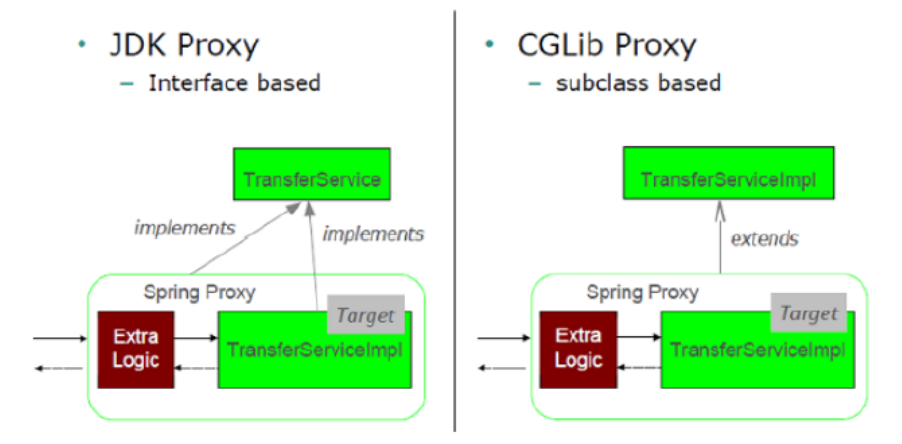 • JDK Proxy
– Interface based
TransferService
implements
implements
Spring Proxy
Target
Extra
Logic
TransferServiceImpl
• CGLib Proxy
– subclass based
TransferServiceImpl
extends
Spring Proxy
Target
Extra
Logic
TransferServiceImpl